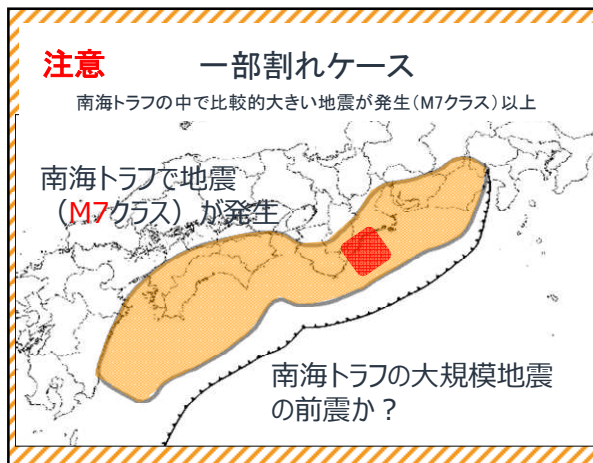 注意 一部割れケース
南海トラフの中で比較的大きい地震が発生(M7クラス)以上
南海トラフで地震
(M7クラス)が発生
南海トラフの大規模地震
の前震か?